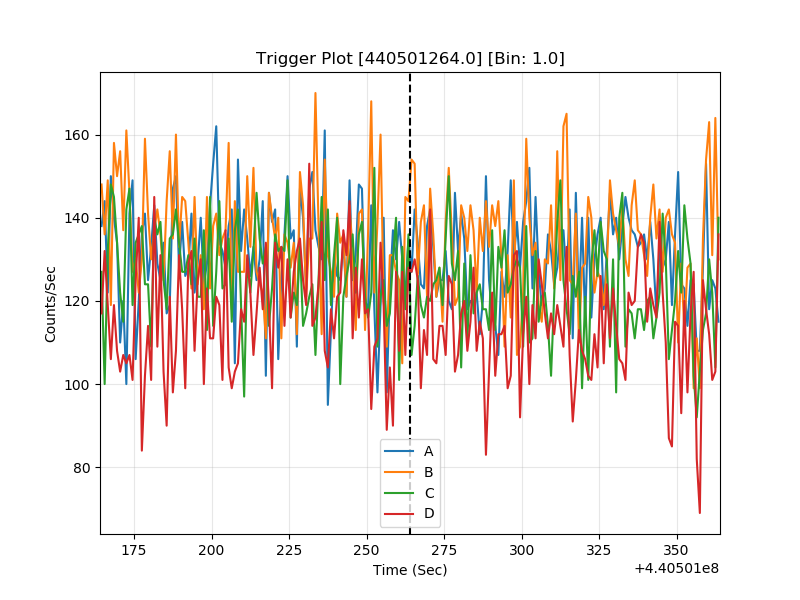 Trigger Plot [440501264.0] [Bin: 1.0]
Counts/Sec
160
140
120
100
80
A
B
C
D
175 200 225 250 275 300 325 350
Time (Sec)
+4.40501e8